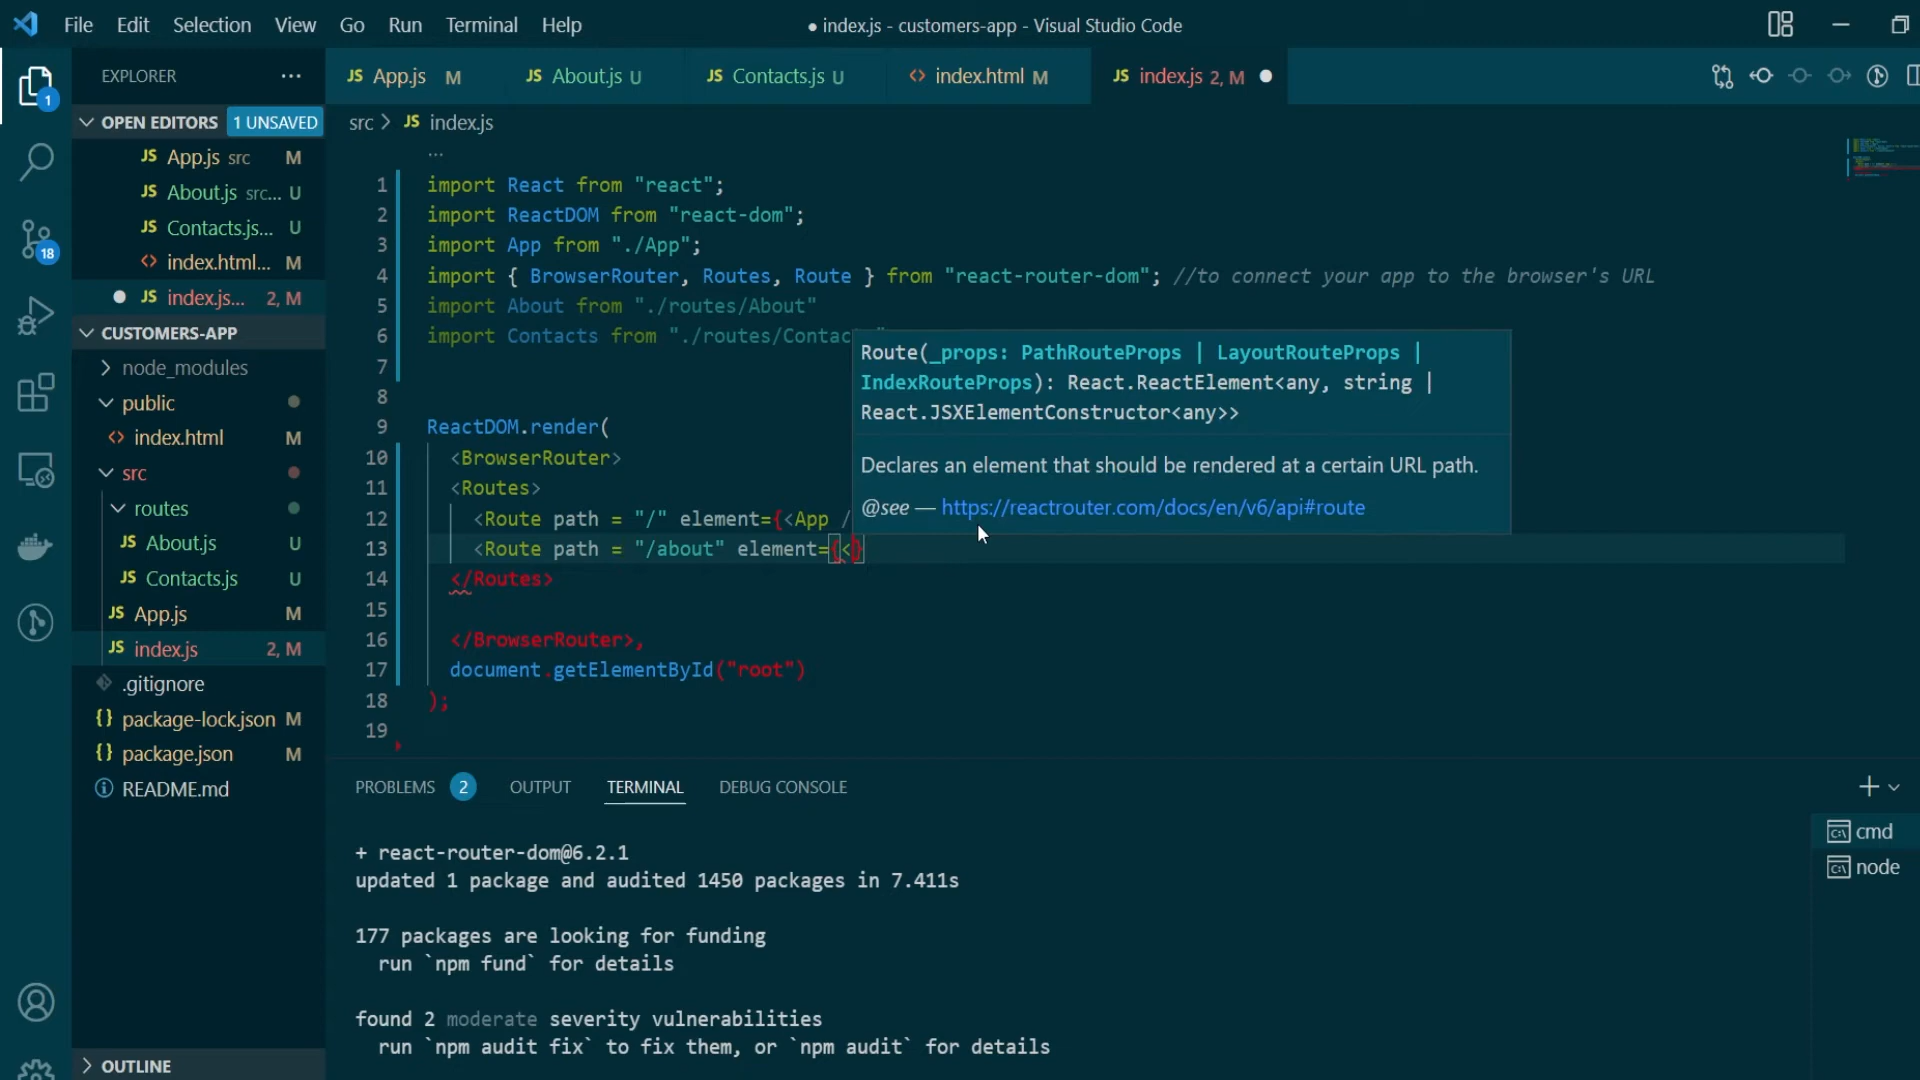 File Edit Selection View Go Run Terminal Help ● index.js - customers-app - Visual Studio Code
EXPLORER ...
JS App.js M JS About.js U JS Contacts.js U <> index.html M JS index.js 2, M ●
OPEN EDITORS 1 UNSAVED
JS App.js src M
JS About.js src... U
JS Contacts.js... U
<> index.html... M
● JS index.js... 2, M
CUSTOMERS-APP
node_modules
public
<> index.html M
src
routes
JS About.js U
JS Contacts.js U
JS App.js M
JS index.js 2, M
.gitignore
{} package-lock.json M
{} package.json M
README.md
OUTLINE
1
18
src > JS index.js
...
1 import React from "react";
2 import ReactDOM from "react-dom";
3 import App from "./App";
4 import { BrowserRouter, Routes, Route } from "react-router-dom"; //to connect your app to the browser's URL
5 import About from "./routes/About"
6 import Contacts from "./routes/Contac
7
8
9 ReactDOM.render(
10 <BrowserRouter>
11 <Routes>
12 <Route path = "/" element={<App /
13 <Route path = "/about" element={<}
14 </Routes>
15
16 </BrowserRouter>,
17 document.getElementById("root")
18 );
19
Route(_props: PathRouteProps | LayoutRouteProps |
IndexRouteProps): React.ReactElement<any, string |
React.JSXElementConstructor<any>>
Declares an element that should be rendered at a certain URL path.
@see — https://reactrouter.com/docs/en/v6/api#route
PROBLEMS 2 OUTPUT TERMINAL DEBUG CONSOLE
+ react-router-dom@6.2.1
updated 1 package and audited 1450 packages in 7.411s
177 packages are looking for funding
run `npm fund` for details
found 2 moderate severity vulnerabilities
run `npm audit fix` to fix them, or `npm audit` for details
cmd
node